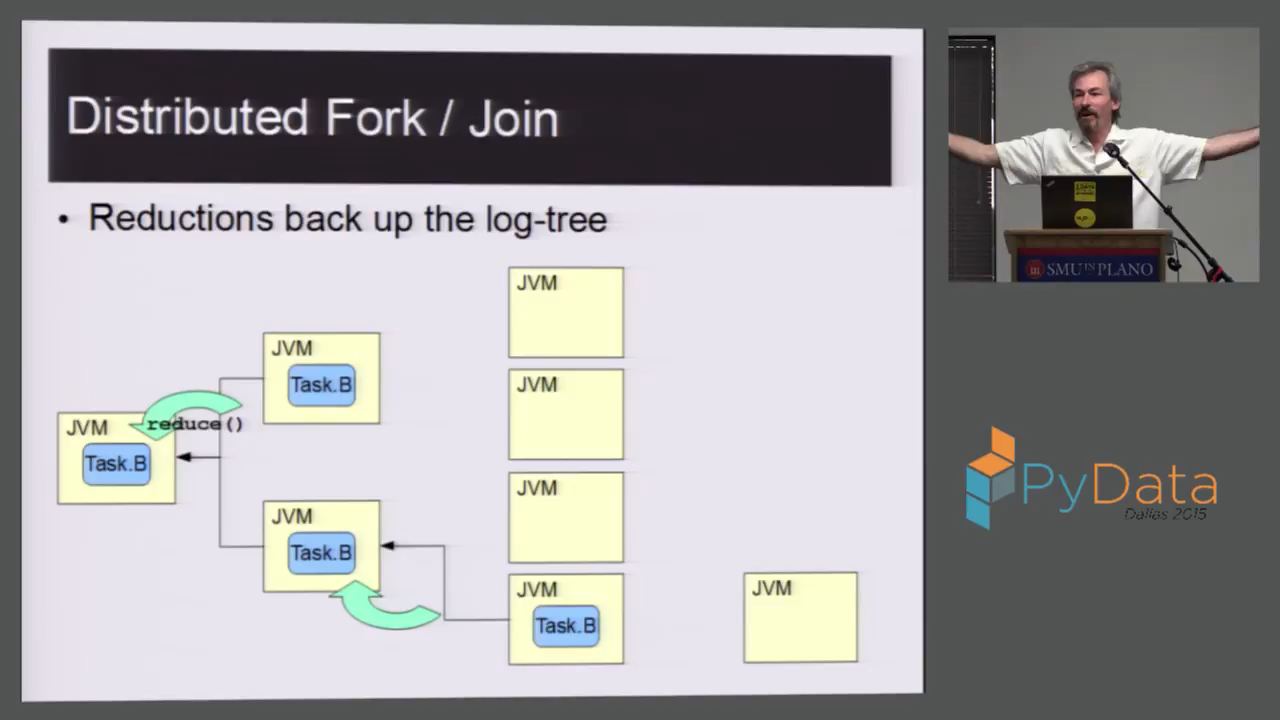 Distributed Fork / Join
• Reductions back up the log-tree
JVM
JVM
Task.B
JVM
reduce()
JVM
Task.B
JVM
JVM
Task.B
JVM
Task.B
JVM
SMU IN PLANO
PyData
Dallas 2015